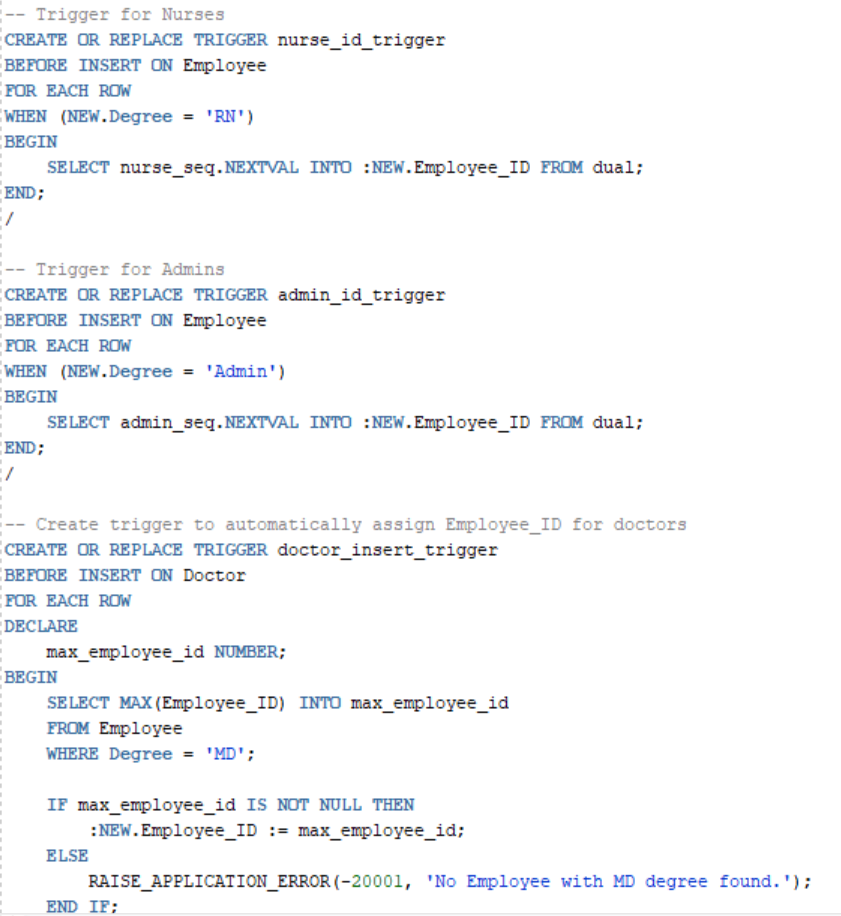 -- Trigger for Nurses
CREATE OR REPLACE TRIGGER nurse_id_trigger
BEFORE INSERT ON Employee
FOR EACH ROW
WHEN (NEW.Degree = 'RN')
BEGIN
    SELECT nurse_seq.NEXTVAL INTO :NEW.Employee_ID FROM dual;
END;
/

-- Trigger for Admins
CREATE OR REPLACE TRIGGER admin_id_trigger
BEFORE INSERT ON Employee
FOR EACH ROW
WHEN (NEW.Degree = 'Admin')
BEGIN
    SELECT admin_seq.NEXTVAL INTO :NEW.Employee_ID FROM dual;
END;
/

-- Create trigger to automatically assign Employee_ID for doctors
CREATE OR REPLACE TRIGGER doctor_insert_trigger
BEFORE INSERT ON Doctor
FOR EACH ROW
DECLARE
    max_employee_id NUMBER;
BEGIN
    SELECT MAX(Employee_ID) INTO max_employee_id
    FROM Employee
    WHERE Degree = 'MD';

    IF max_employee_id IS NOT NULL THEN
        :NEW.Employee_ID := max_employee_id;
    ELSE
        RAISE_APPLICATION_ERROR(-20001, 'No Employee with MD degree found.');
    END IF;